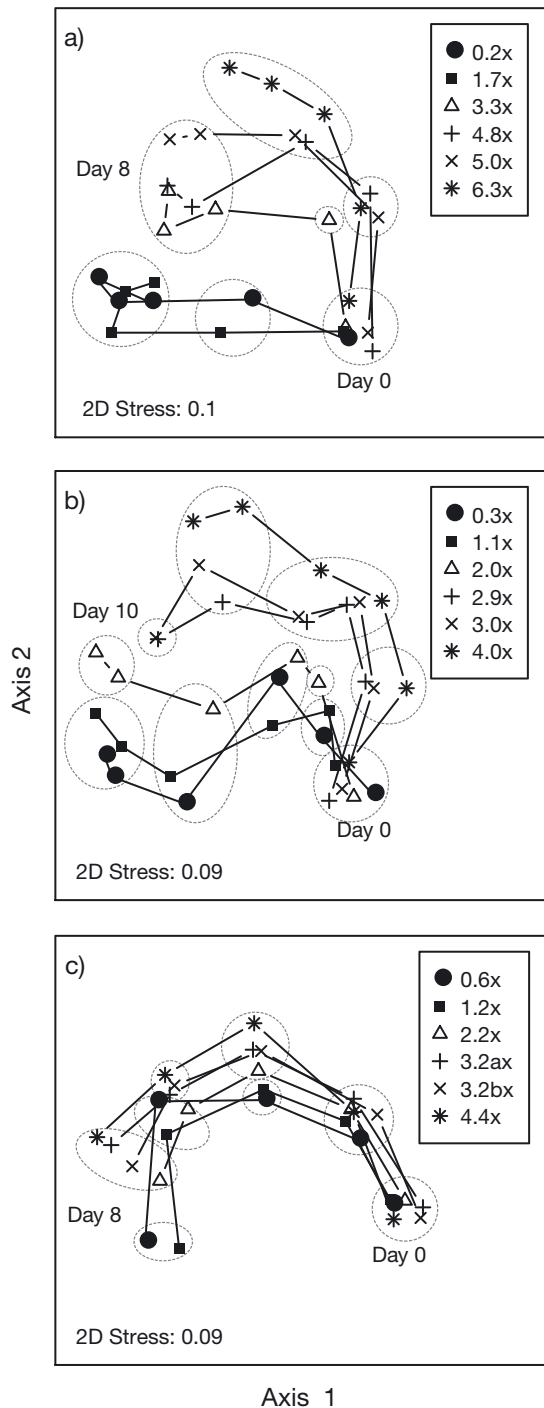 a)
0.2x
1.7x
3.3x
4.8x
5.0x
6.3x
Day 8
Day 0
2D Stress: 0.1
b)
0.3x
1.1x
2.0x
2.9x
3.0x
4.0x
Day 10
Day 0
2D Stress: 0.09
Axis 2
c)
0.6x
1.2x
2.2x
3.2ax
3.2bx
4.4x
Day 8
Day 0
2D Stress: 0.09
Axis 1